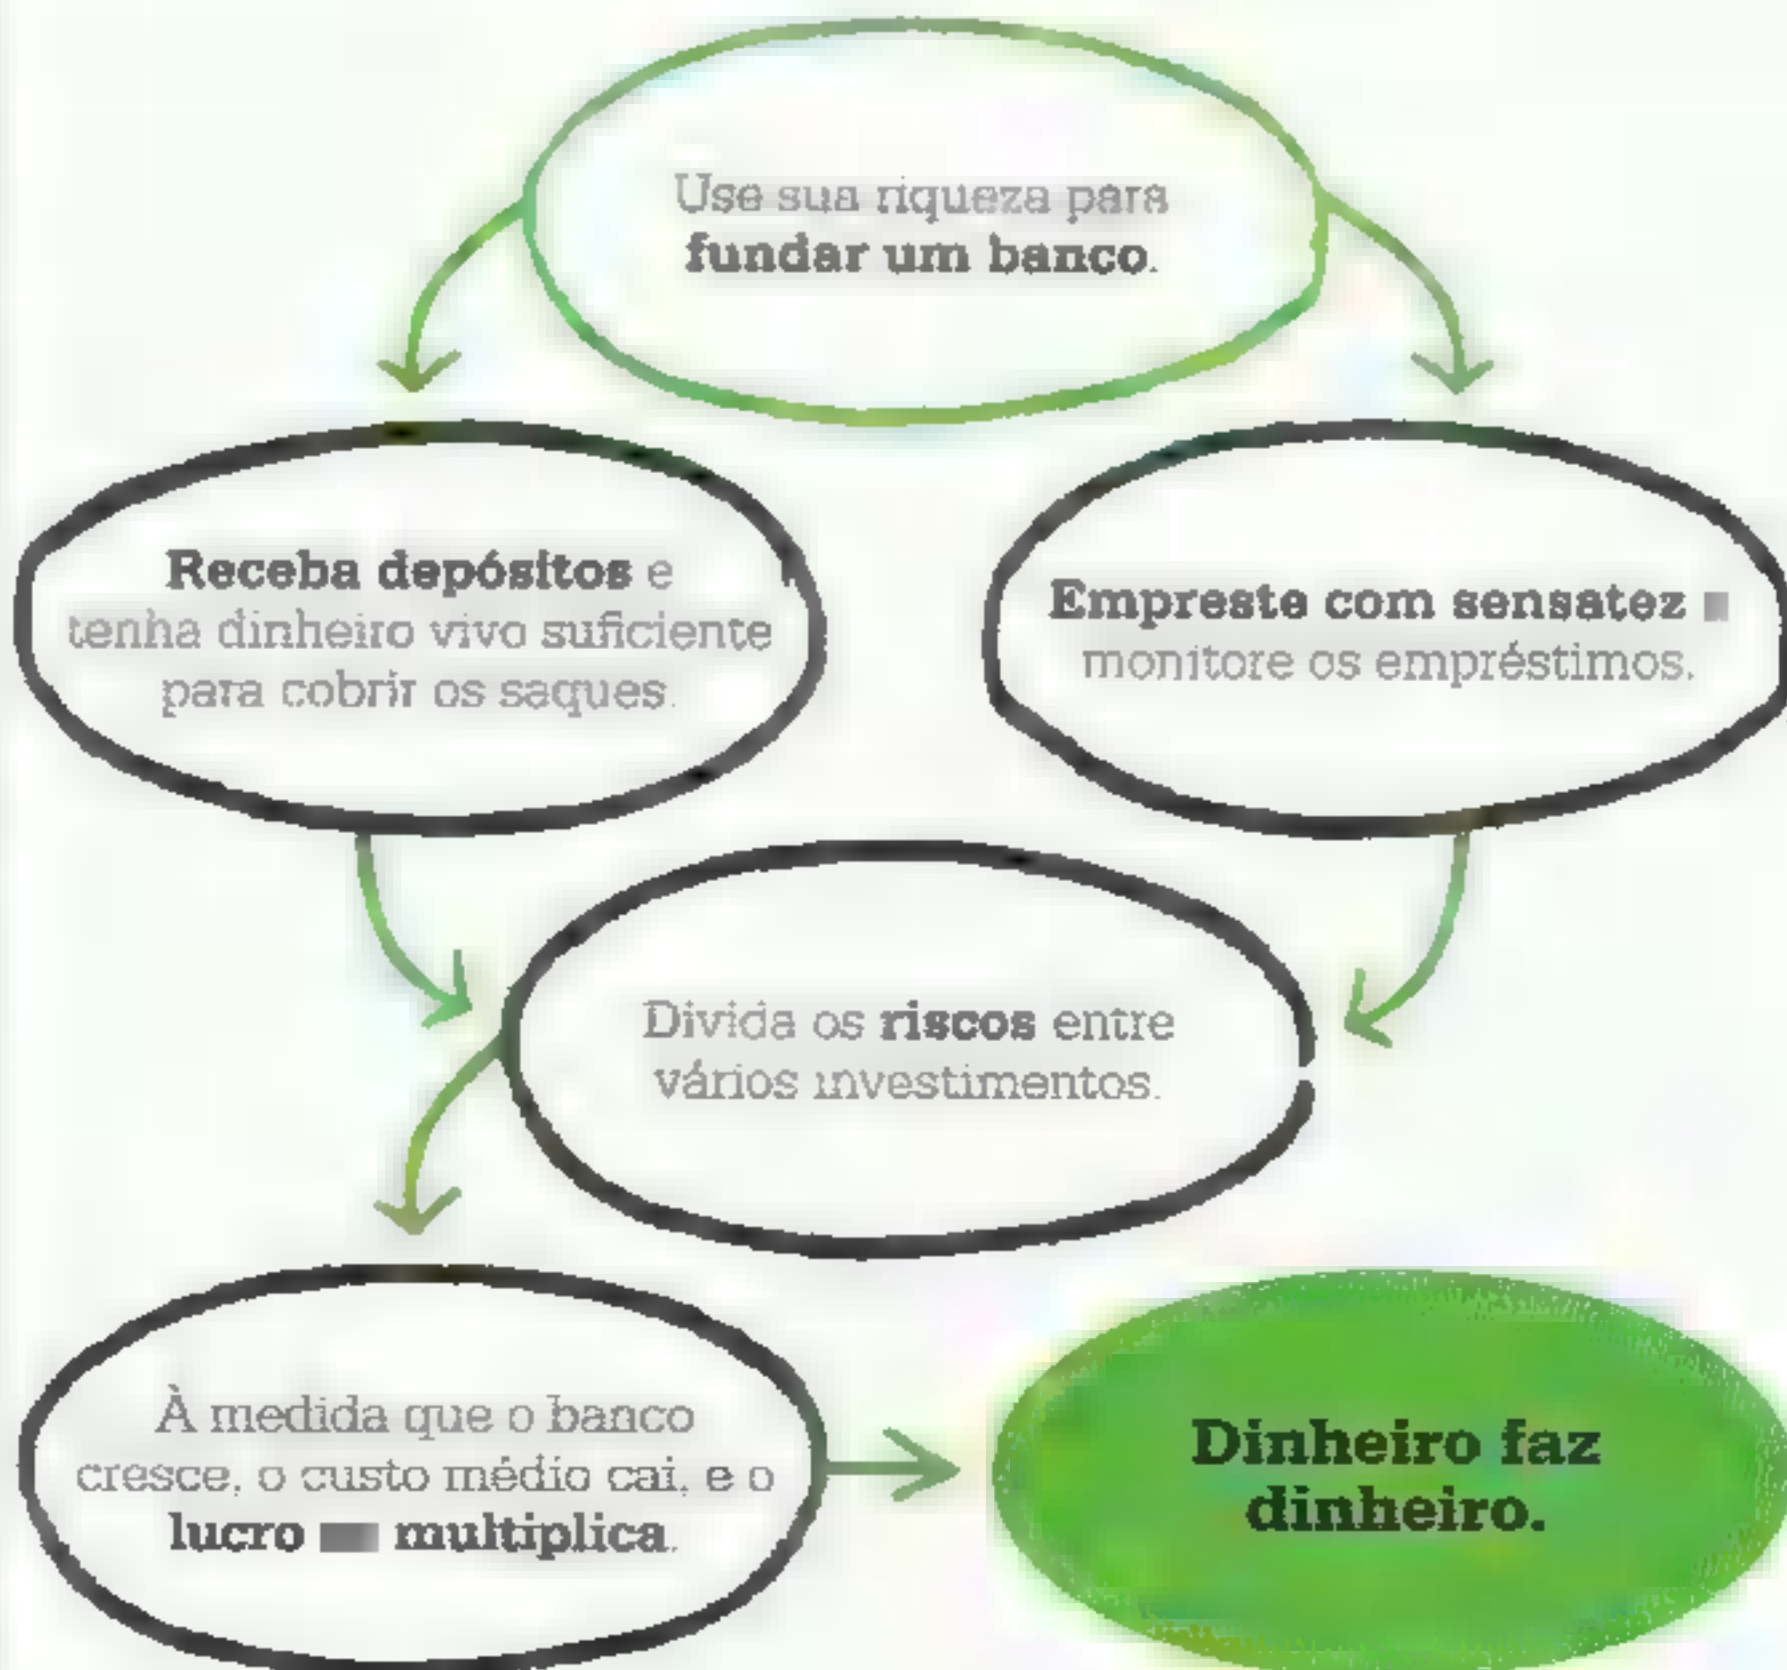 Use sua riqueza para
fundar um banco.
Receba depósitos e
tenha dinheiro vivo suficiente
para cobrir os saques.
Empreste com sensatez
monitore os empréstimos.
Divida os riscos entre
vários investimentos.
À medida que o banco
cresce, o custo médio cai, e o
lucro multiplica.
Dinheiro faz
dinheiro.